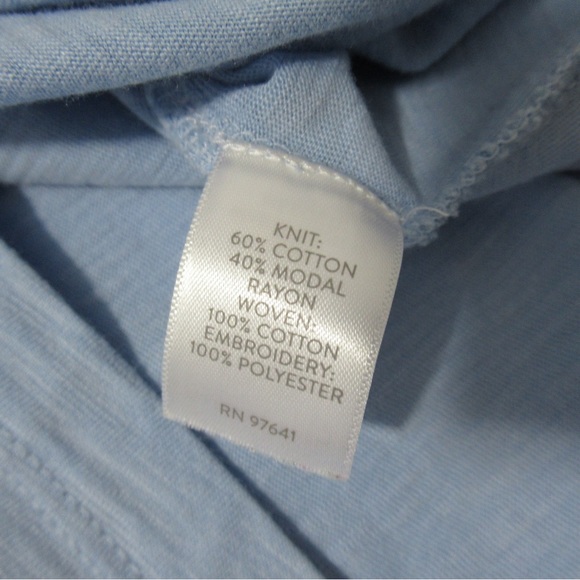 KNIT:
60% COTTON
40% MODAL
RAYON
WOVEN:
100% COTTON
EMBROIDERY:
100% POLYESTER
RN 97641